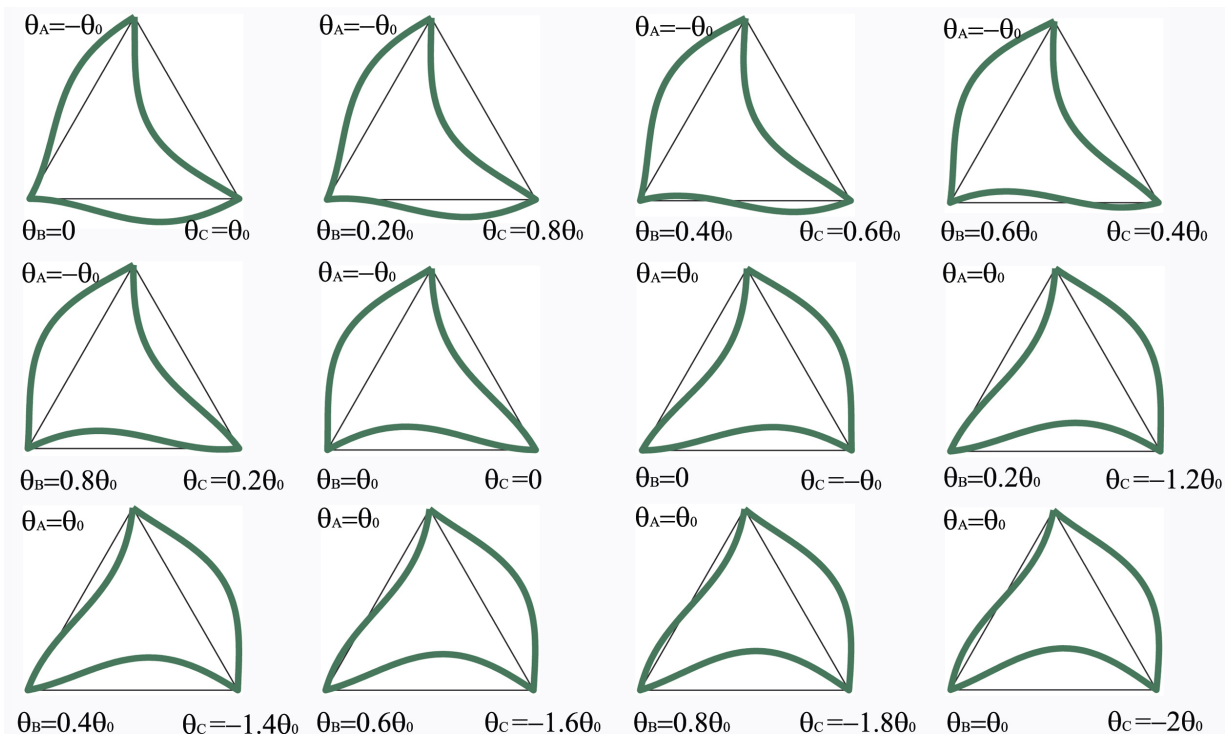 θA=−θ0 θA=−θ0 θA=−θ0 θA=−θ0
θB=0 θC=θ0 θB=0.2θ0 θC=0.8θ0 θB=0.4θ0 θC=0.6θ0 θB=0.6θ0 θC=0.4θ0
θA=−θ0 θA=−θ0 θA=θ0 θA=θ0
θB=0.8θ0 θC=0.2θ0 θB=θ0 θC=0 θB=0 θC=−θ0 θB=0.2θ0 θC=−1.2θ0
θA=θ0 θA=θ0 θA=θ0 θA=θ0
θB=0.4θ0 θC=−1.4θ0 θB=0.6θ0 θC=−1.6θ0 θB=0.8θ0 θC=−1.8θ0 θB=θ0 θC=−2θ0